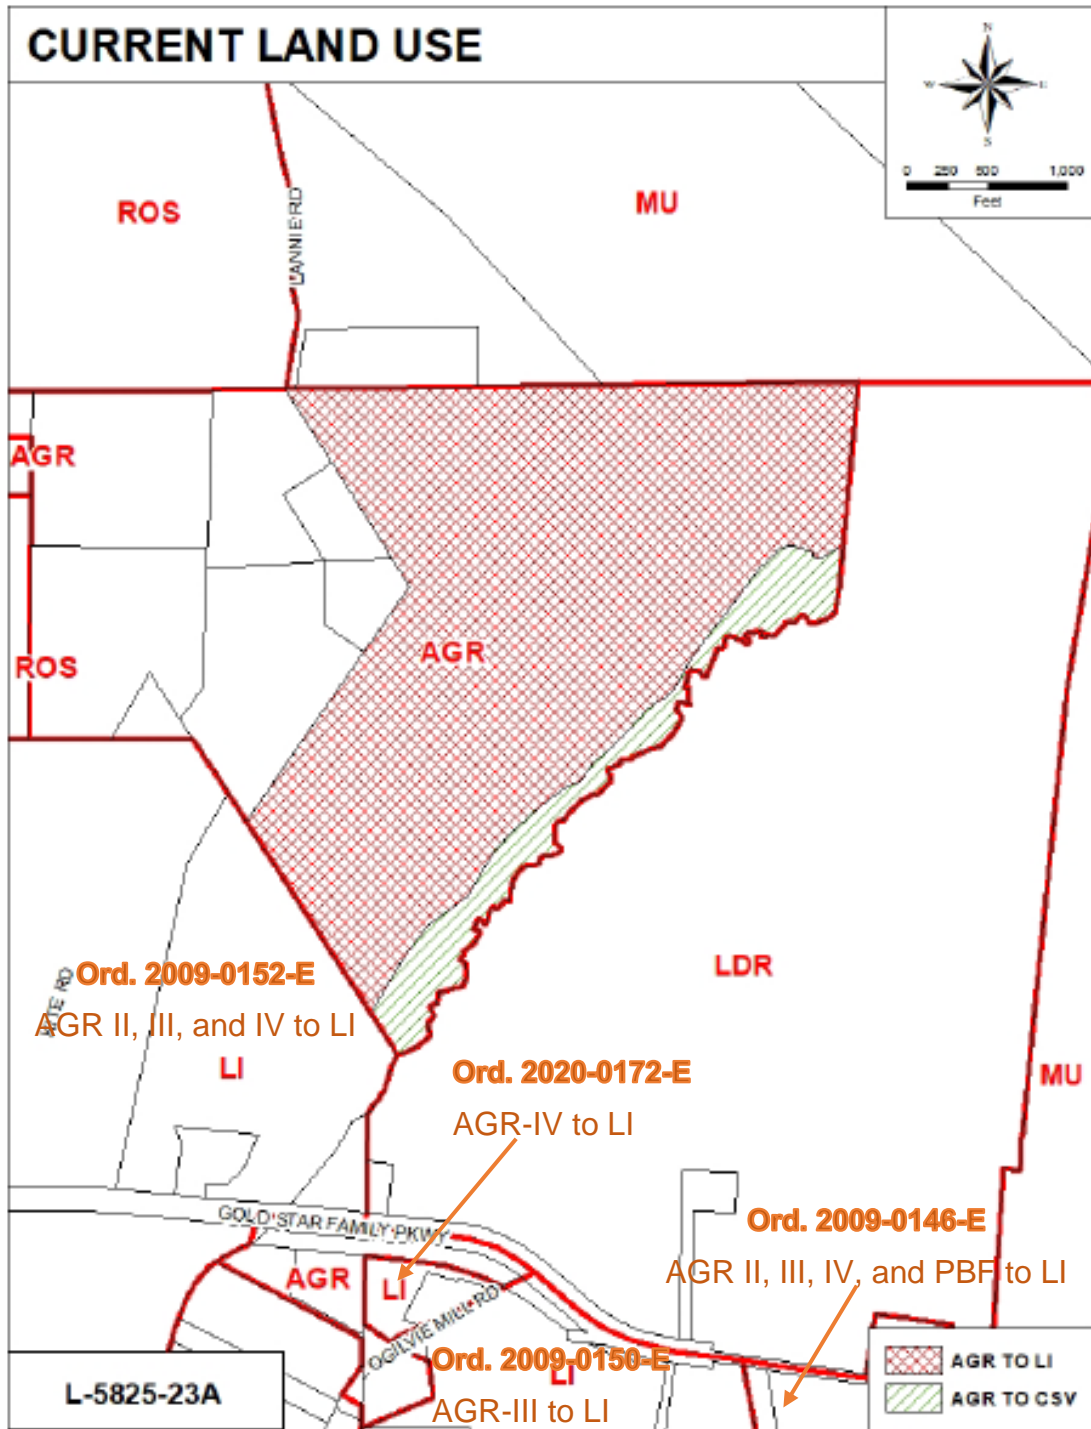 CURRENT LAND USE
N
W
E
S
0 250 500 1,000
Feet
ROS
LANNIE RD
MU
AGR
AGR
ROS
LDR
Ord. 2009-0152-E
AGR II, III, and IV to LI
LI
MU
Ord. 2020-0172-E
AGR-IV to LI
GOLD STAR FAMILY PKWY
Ord. 2009-0146-E
AGR II, III, IV, and PBF to LI
AGR
LI
OGILVIE MILL RD
Ord. 2009-0150-E
LI
AGR-III to LI
L-5825-23A
AGR TO LI
AGR TO CSV